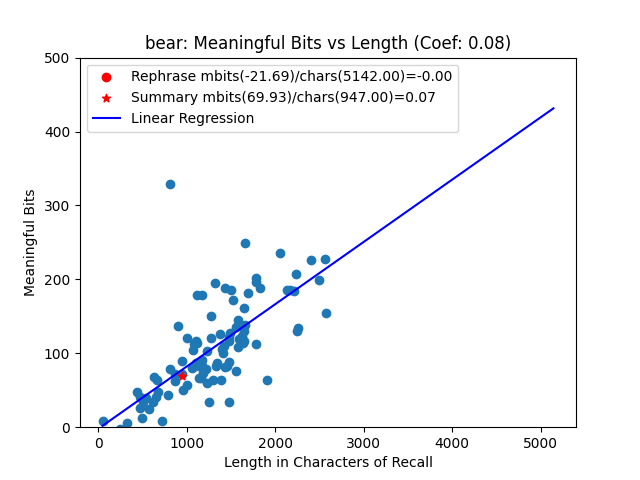 bear: Meaningful Bits vs Length (Coef: 0.08)
Rephrase mbits(-21.69)/chars(5142.00)=-0.00
Summary mbits(69.93)/chars(947.00)=0.07
Linear Regression
500
400
300
200
100
0
Meaningful Bits
0 1000 2000 3000 4000 5000
Length in Characters of Recall